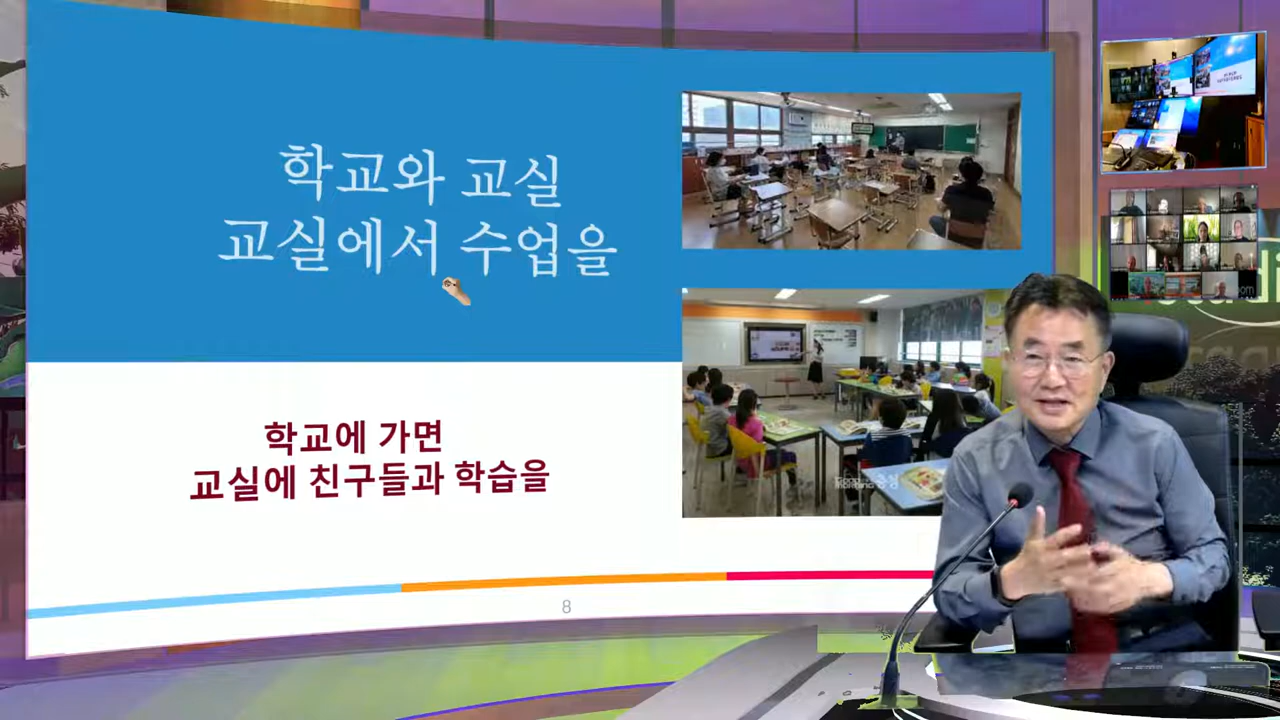 학교와 교실
교실에서 수업을
학교에 가면
교실에 친구들과 학습을
8